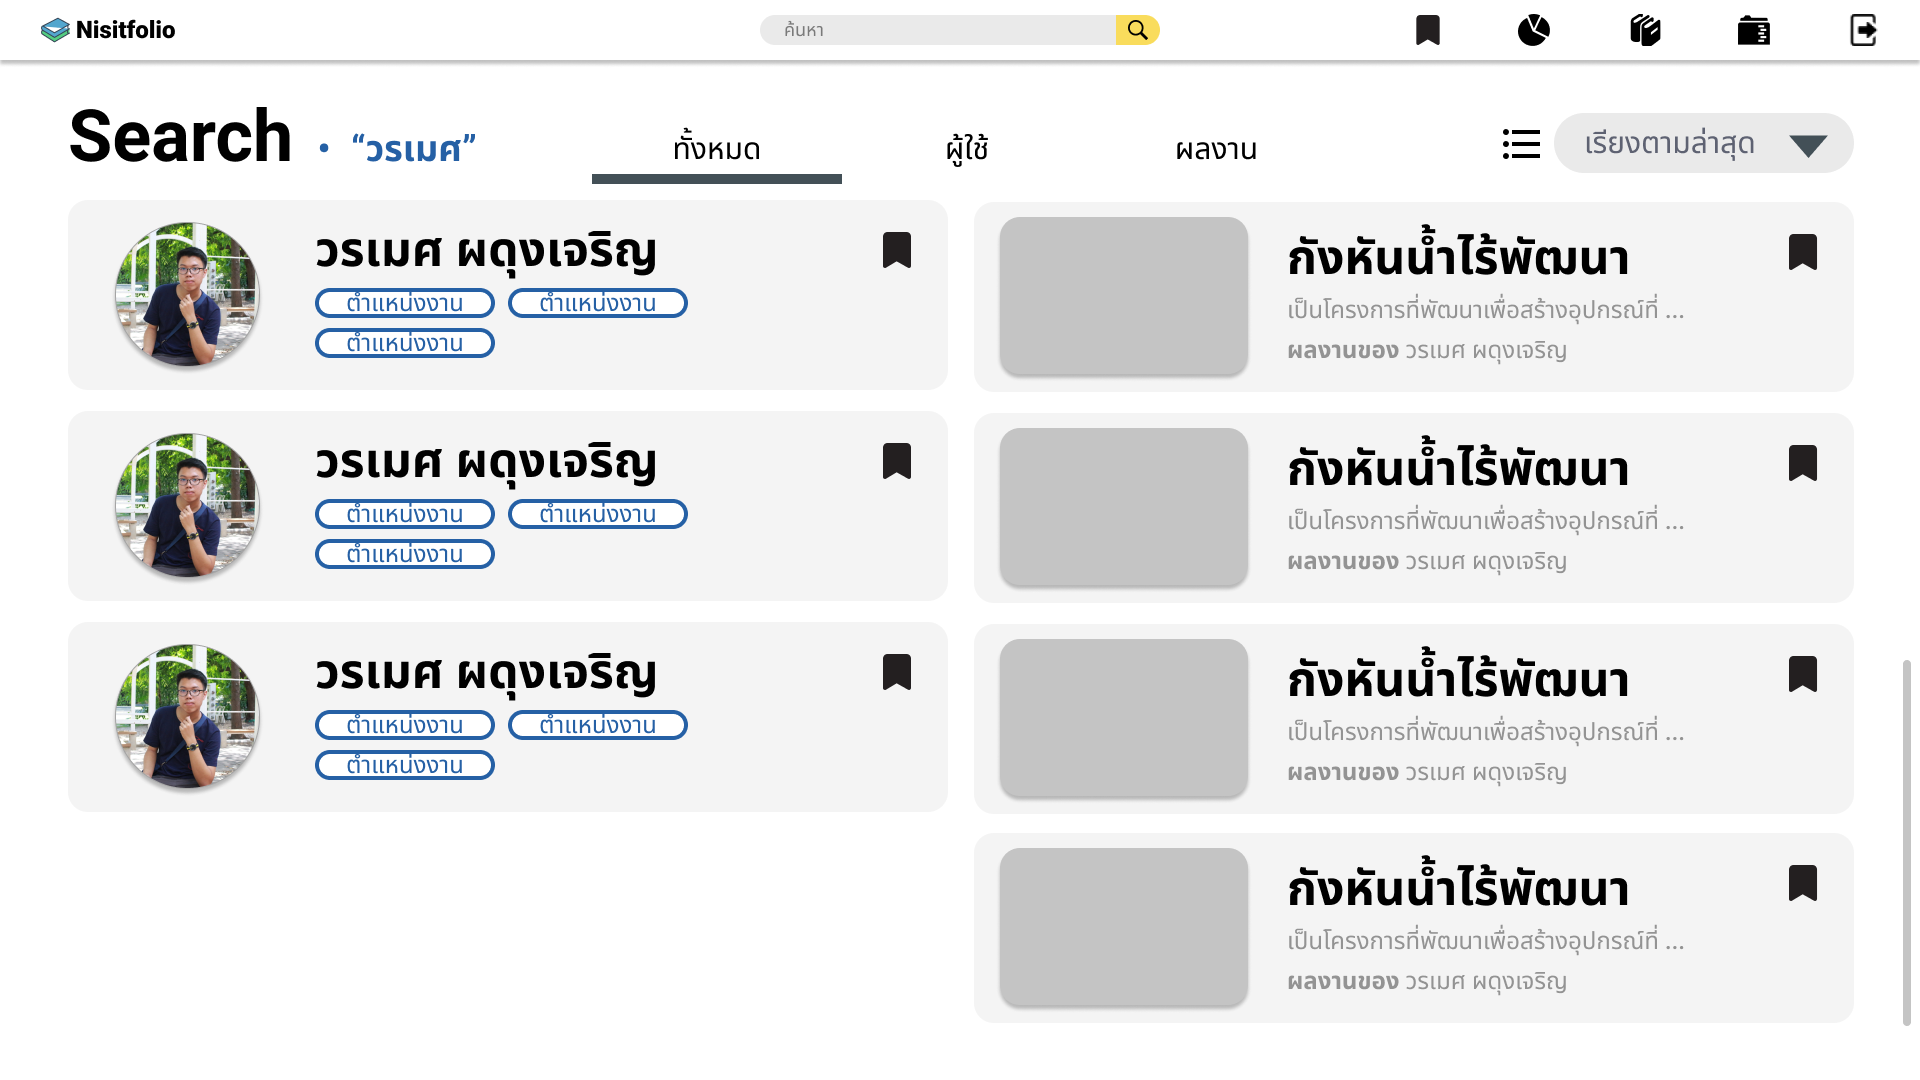 Nisitfolio
ค้นหา
Search • “วรเมศ”
ทั้งหมด
ผู้ใช้
ผลงาน
เรียงตามล่าสุด
วรเมศ ผดุงเจริญ
ตำแหน่งงาน ตำแหน่งงาน
ตำแหน่งงาน
วรเมศ ผดุงเจริญ
ตำแหน่งงาน ตำแหน่งงาน
ตำแหน่งงาน
วรเมศ ผดุงเจริญ
ตำแหน่งงาน ตำแหน่งงาน
ตำแหน่งงาน
กังหันน้ำไร้พัฒนา
เป็นโครงการที่พัฒนาเพื่อสร้างอุปกรณ์ที่ ...
ผลงานของ วรเมศ ผดุงเจริญ
กังหันน้ำไร้พัฒนา
เป็นโครงการที่พัฒนาเพื่อสร้างอุปกรณ์ที่ ...
ผลงานของ วรเมศ ผดุงเจริญ
กังหันน้ำไร้พัฒนา
เป็นโครงการที่พัฒนาเพื่อสร้างอุปกรณ์ที่ ...
ผลงานของ วรเมศ ผดุงเจริญ
กังหันน้ำไร้พัฒนา
เป็นโครงการที่พัฒนาเพื่อสร้างอุปกรณ์ที่ ...
ผลงานของ วรเมศ ผดุงเจริญ